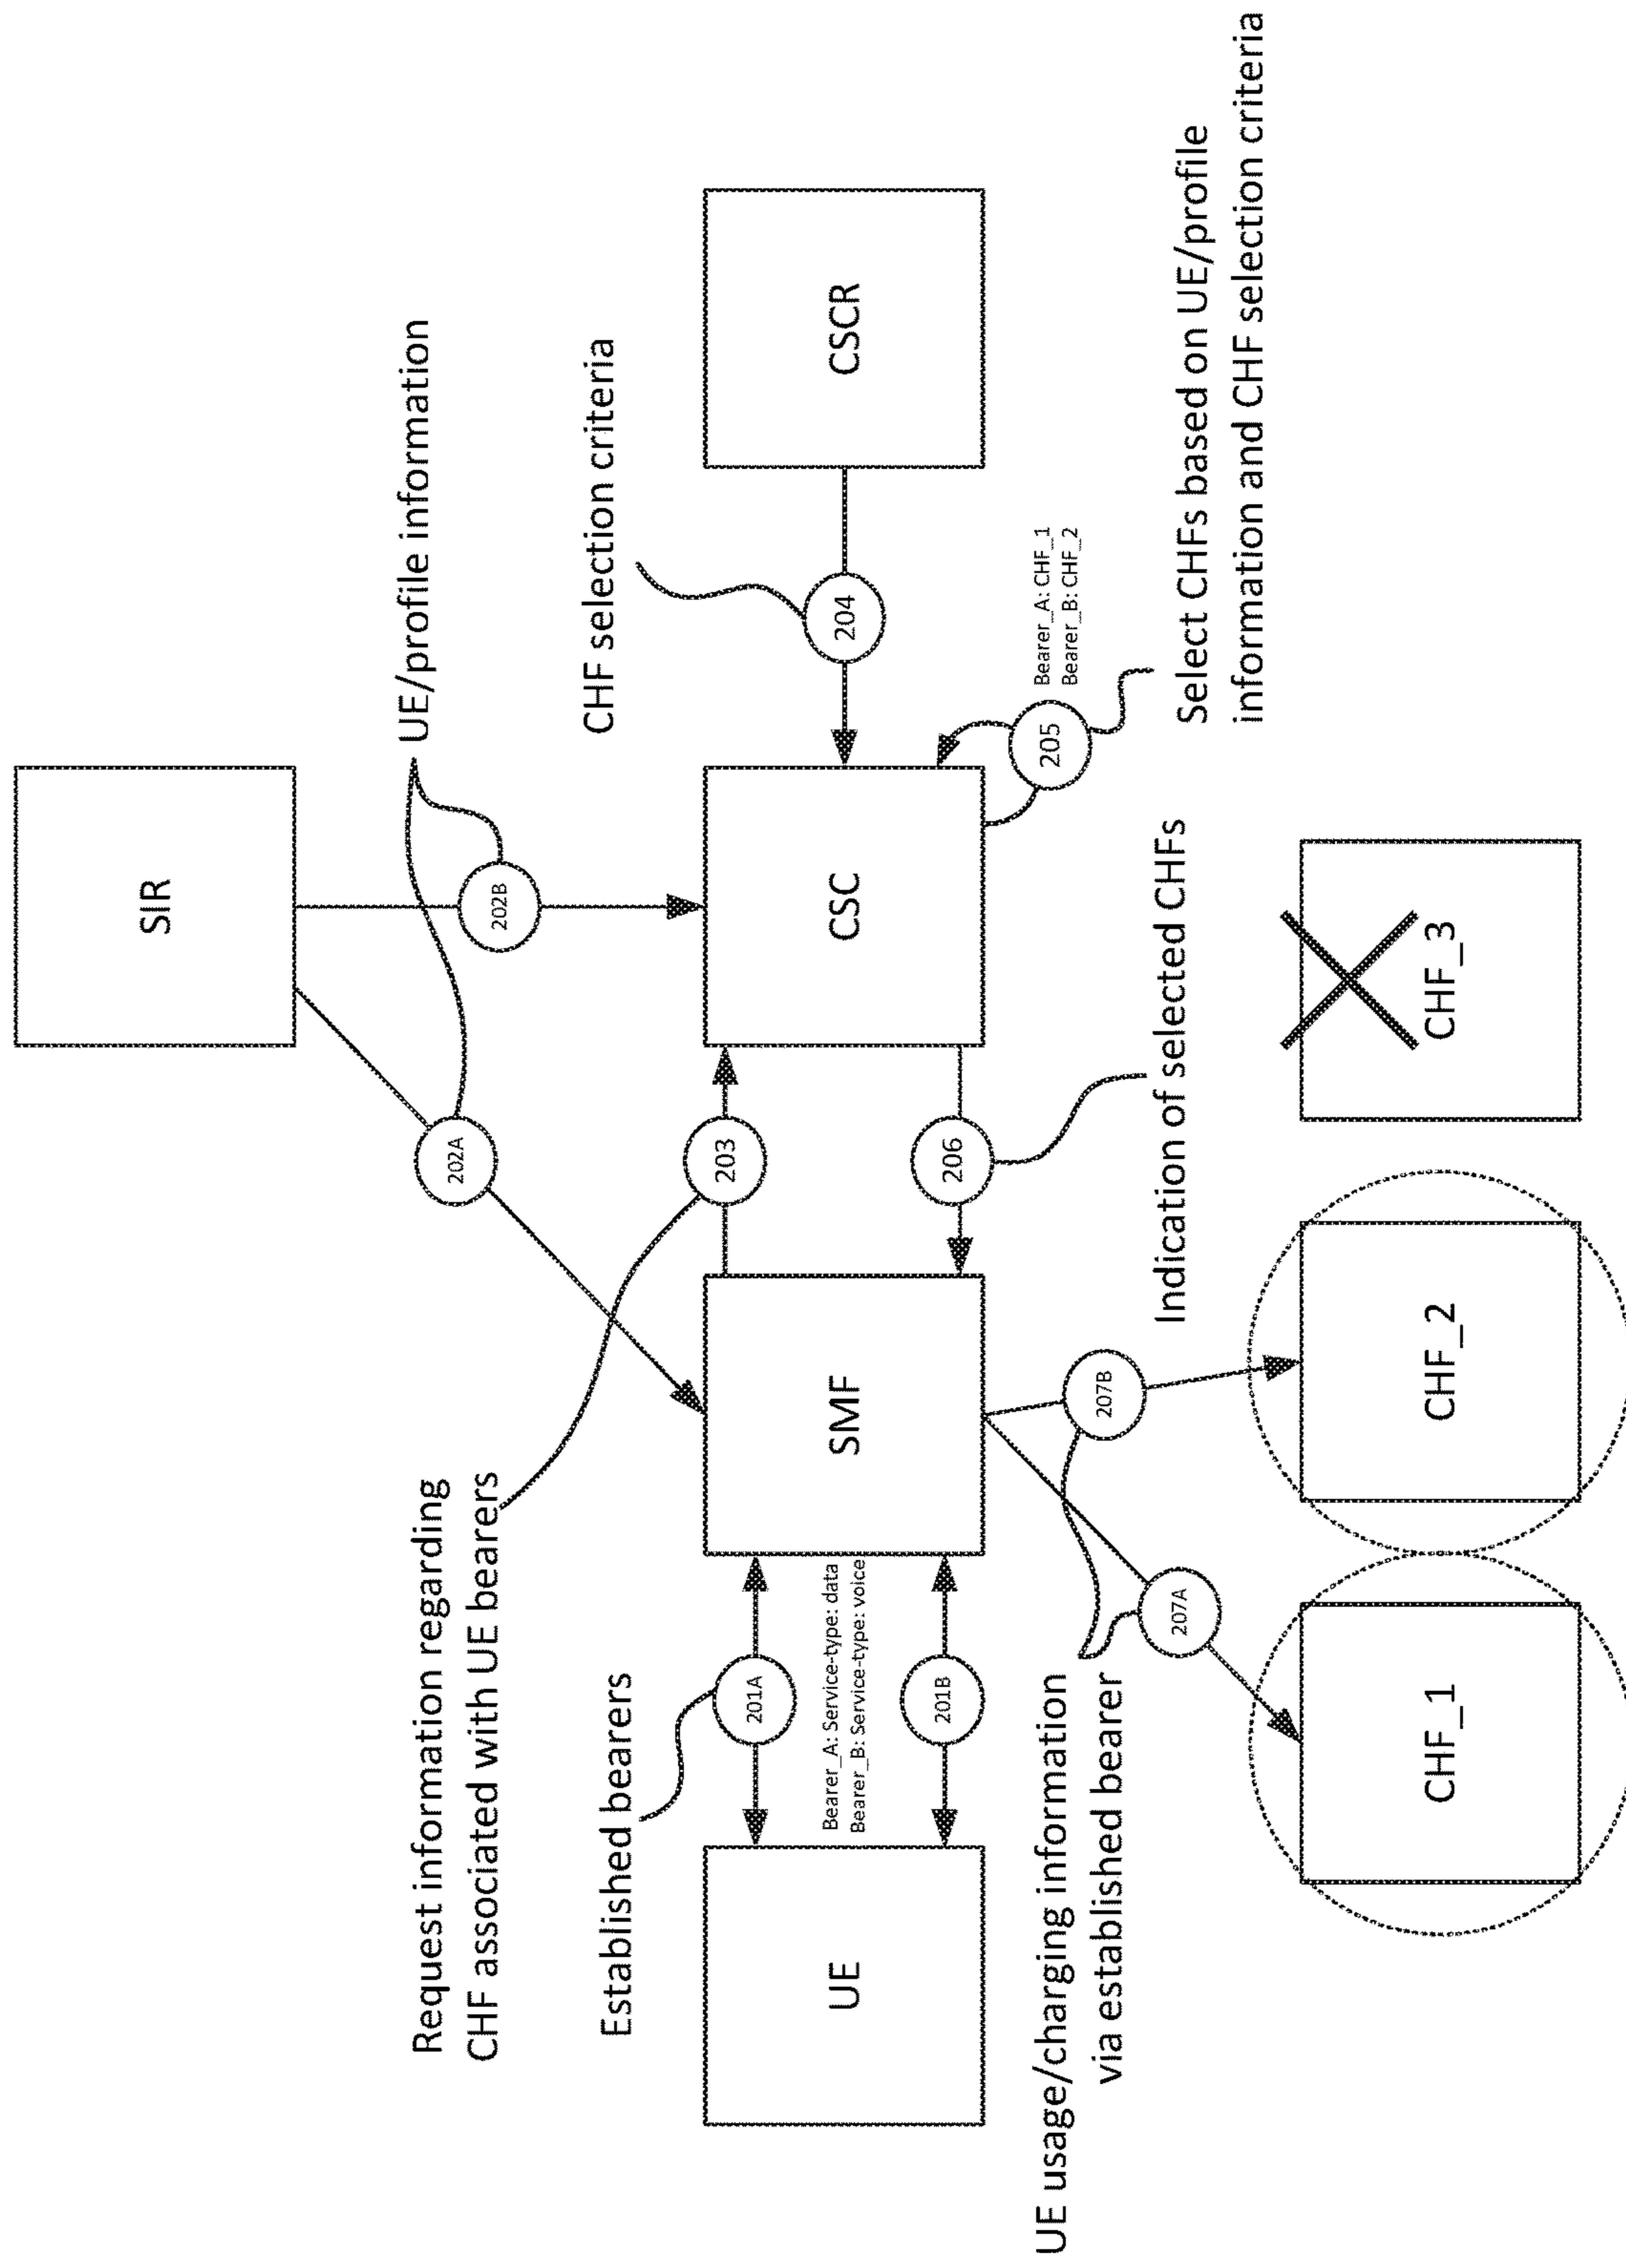 SIR
UE/profile information
202A
202B
Request information regarding
CHF associated with UE bearers
CHF selection criteria
Established bearers
201A
203
204
UE
Bearer_A: Service-type: data
Bearer_B: Service-type: voice
SMF
CSC
CSCR
201B
206
205
Bearer_A: CHF_1
Bearer_B: CHF_2
UE usage/charging information
via established bearer
207A
207B
Indication of selected CHFs
Select CHFs based on UE/profile
information and CHF selection criteria
CHF_1
CHF_2
CHF_3